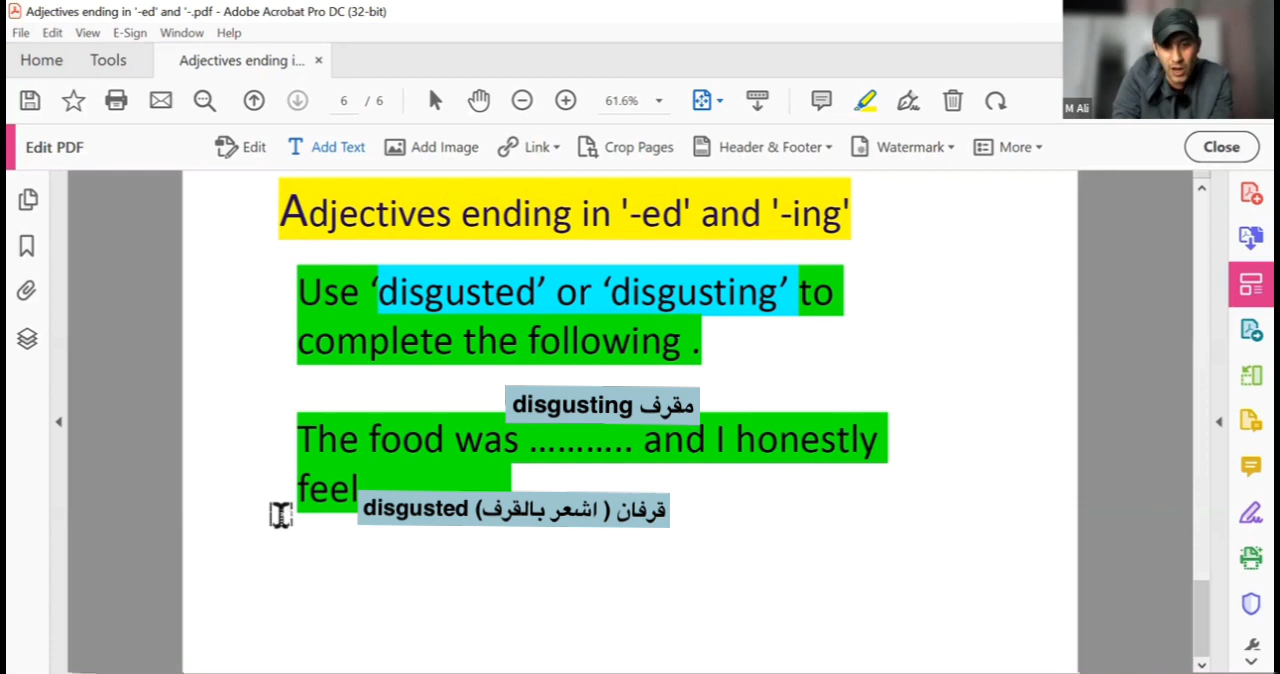 Adjectives ending in '-ed' and '-.pdf - Adobe Acrobat Pro DC (32-bit)
File Edit View E-Sign Window Help
Home Tools Adjectives ending i... ×
6 / 6 61.6%
M Ali
Edit PDF Edit Add Text Add Image Link Crop Pages Header & Footer Watermark More Close
Adjectives ending in '-ed' and '-ing'
Use ‘disgusted’ or ‘disgusting’ to
complete the following .
disgusting مقرف
The food was ……….. and I honestly
feel
disgusted قرفان ( اشعر بالقرف)